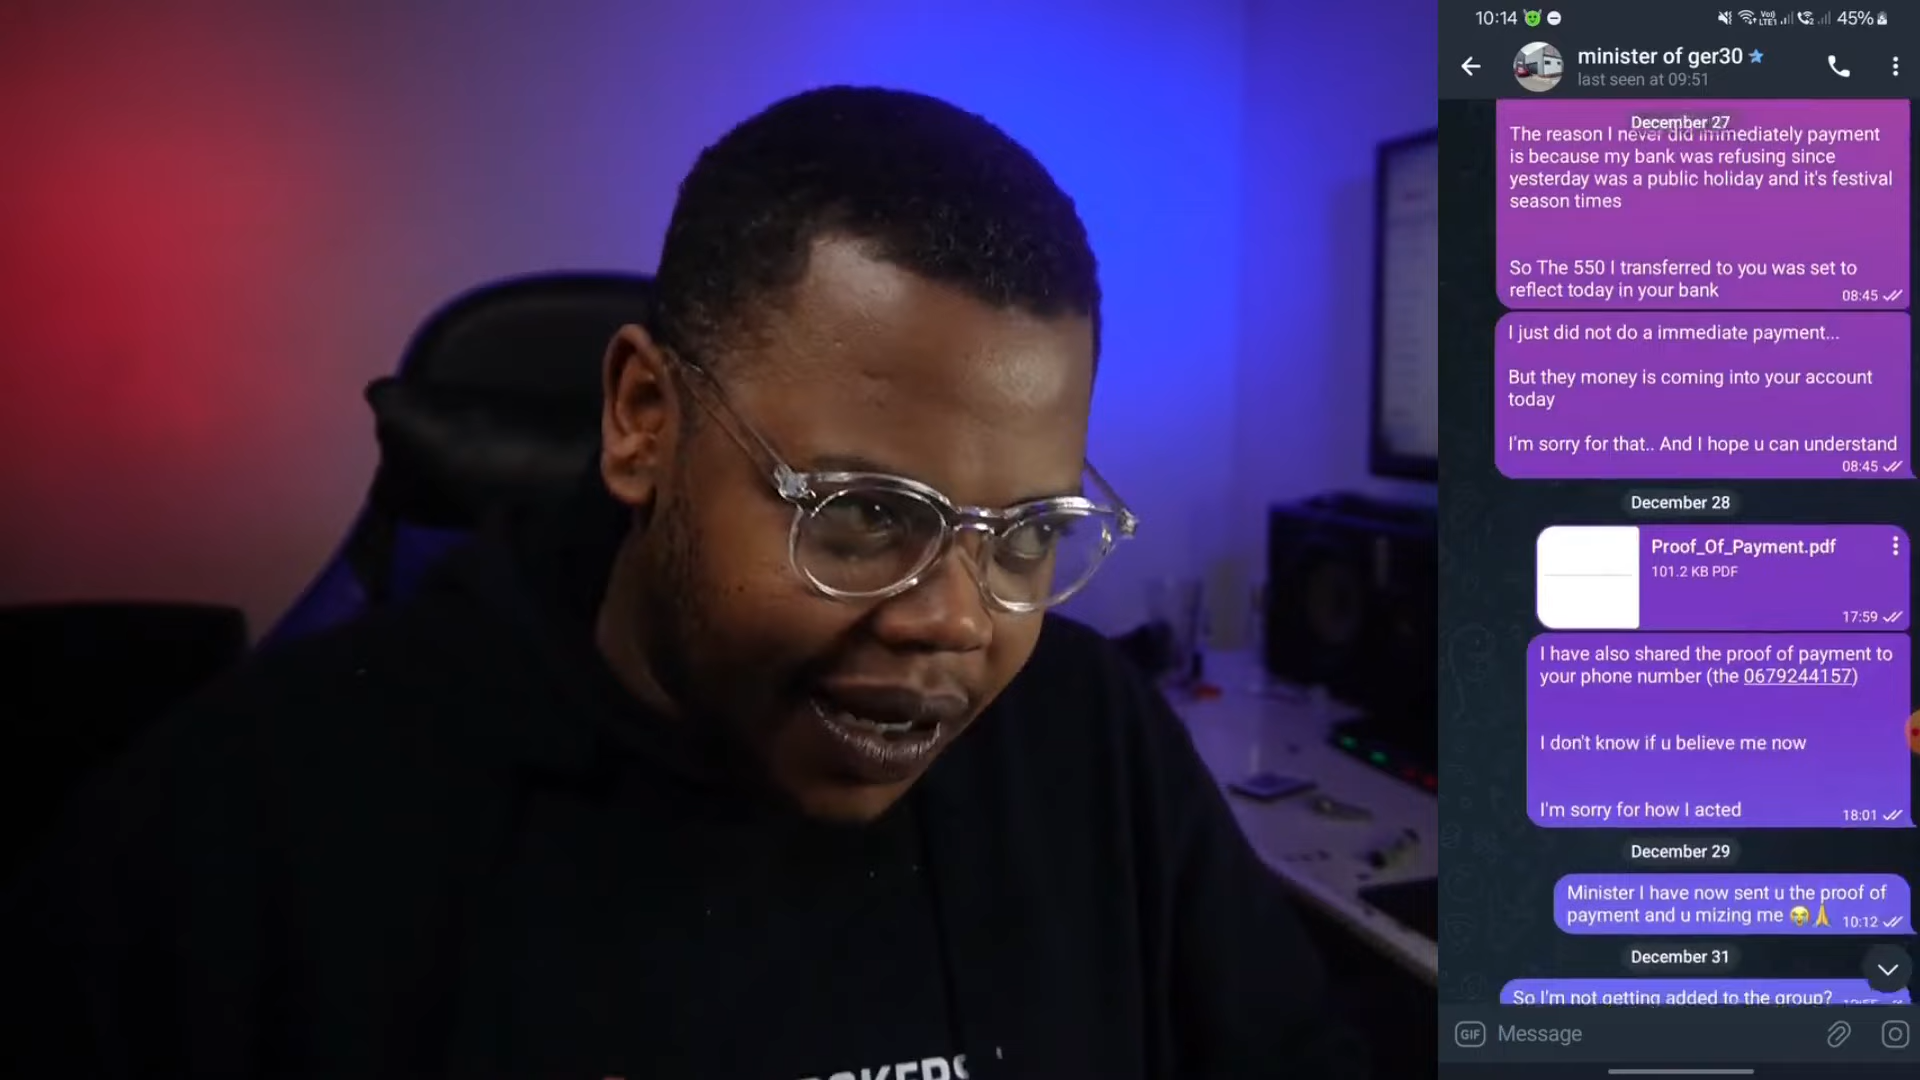 10:14
Vo)) LTE1
2
45%
minister of ger30
last seen at 09:51
December 27
The reason I never did immediately payment
is because my bank was refusing since
yesterday was a public holiday and it's festival
season times
So The 550 I transferred to you was set to
reflect today in your bank
08:45
I just did not do a immediate payment...
But they money is coming into your account
today
I'm sorry for that.. And I hope u can understand
08:45
December 28
Proof_Of_Payment.pdf
101.2 KB PDF
17:59
I have also shared the proof of payment to
your phone number (the 0679244157)
I don't know if u believe me now
I'm sorry for how I acted
18:01
December 29
Minister I have now sent u the proof of
payment and u mizing me 😭🙏 10:12
December 31
So I'm not getting added to the group?
GIF Message